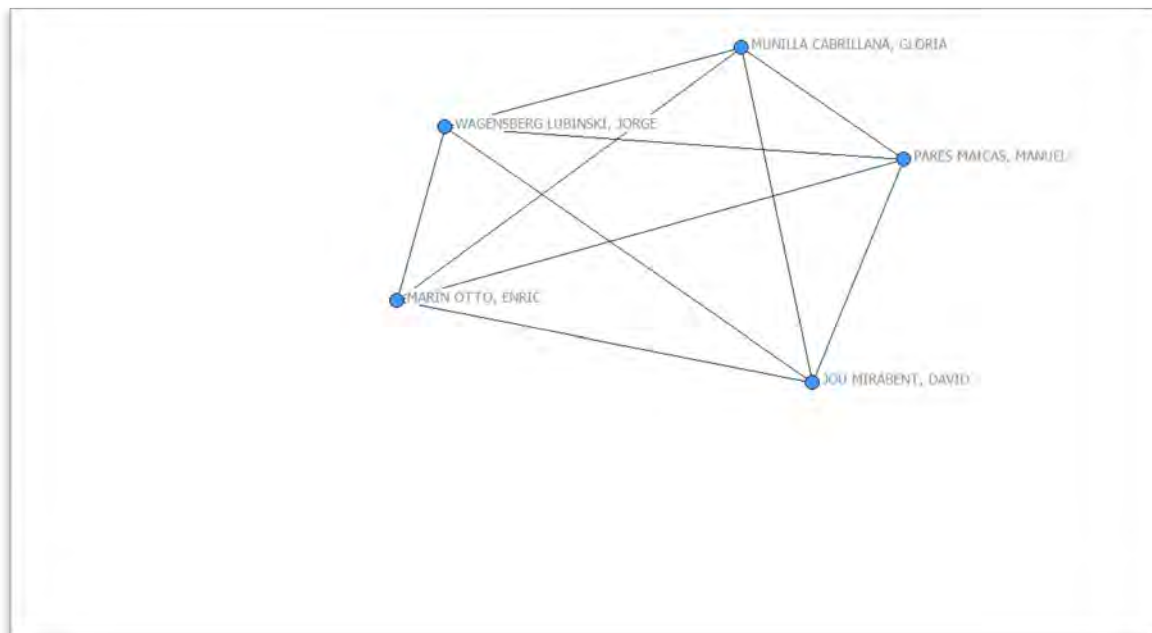 MUNILLA CABRILLANA, GLORIA
WAGENSBERG LUBINSKI, JORGE
PARES MAICAS, MANUEL
MARIN OTTO, ENRIC
JOU MIRABENT, DAVID